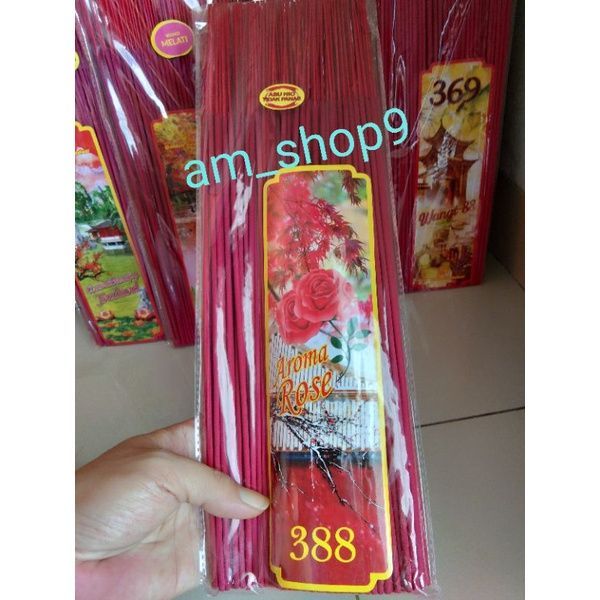 MELATI
ABU HIO
TIDAK PANAS
am_shop9
369
Wangi 88
Aroma
Rose
388